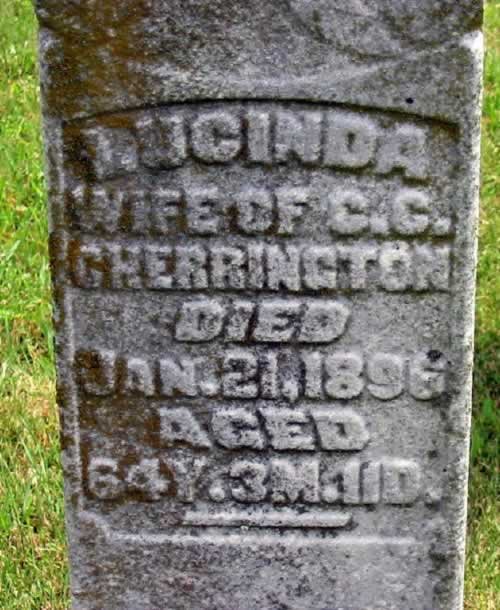 LUCINDA
WIFE OF C.C.
CHERRINGTON
DIED
JAN.21,1896
AGED
64Y.3M.11D.